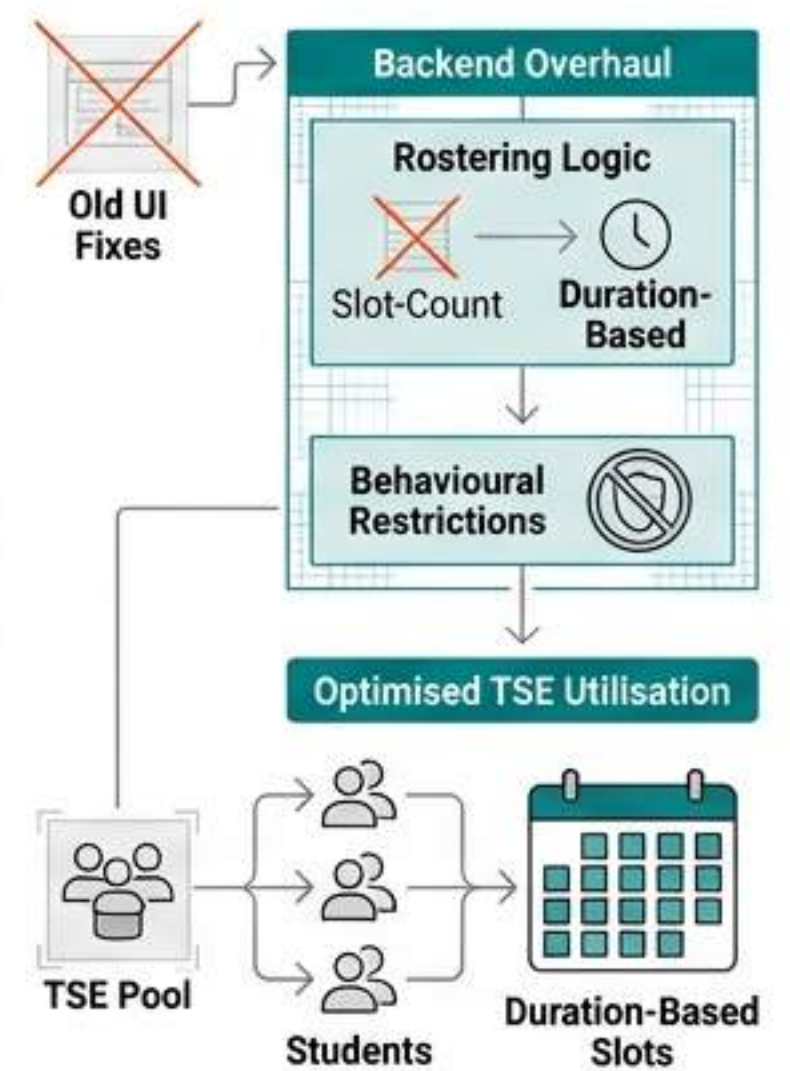 Backend Overhaul
Old UI
Fixes
Rostering Logic
Slot-Count
Duration-
Based
Behavioural
Restrictions
Optimised TSE Utilisation
TSE Pool
Students
Duration-Based
Slots